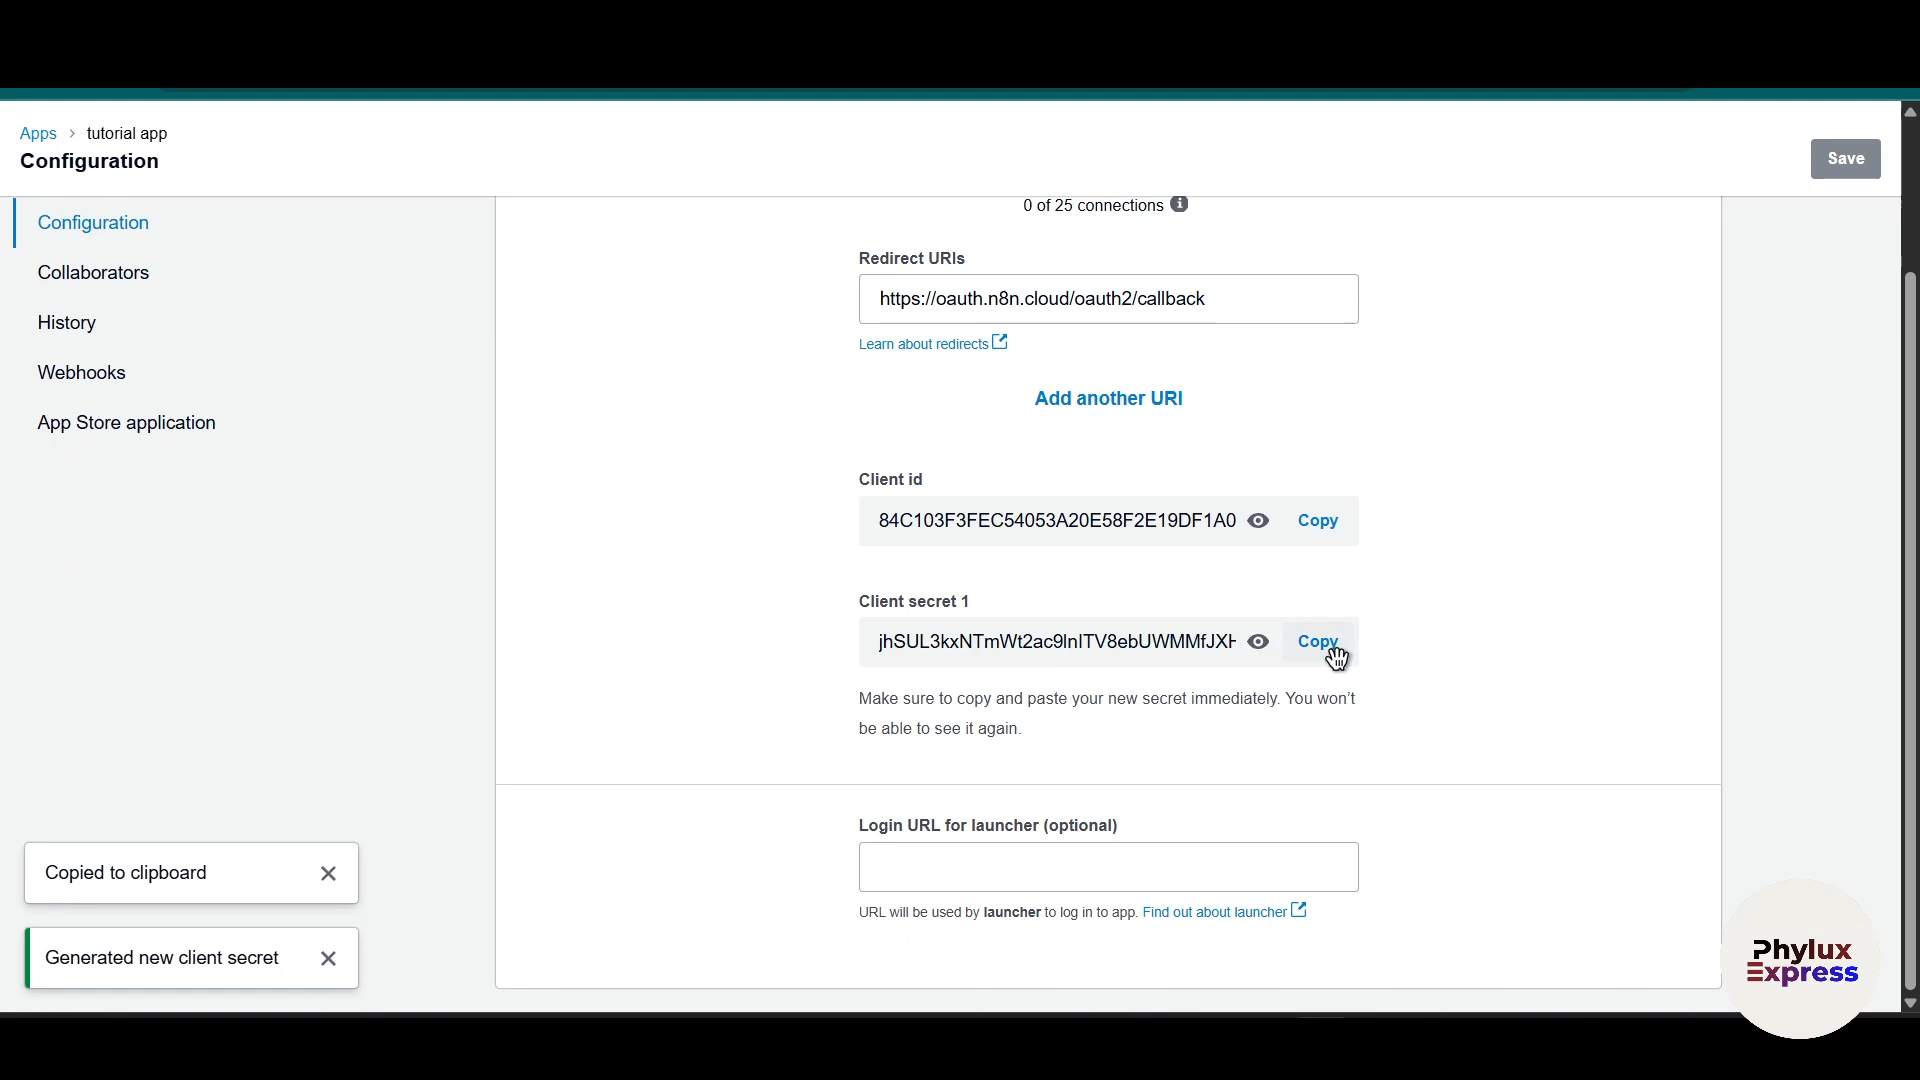 Apps > tutorial app
Configuration
Save
Configuration
Collaborators
History
Webhooks
App Store application
0 of 25 connections
Redirect URIs
https://oauth.n8n.cloud/oauth2/callback
Learn about redirects
Add another URI
Client id
84C103F3FEC54053A20E58F2E19DF1A0
Copy
Client secret 1
Copy
Make sure to copy and paste your new secret immediately. You won't
be able to see it again.
Login URL for launcher (optional)
URL will be used by launcher to log in to app. Find out about launcher
Copied to clipboard
Generated new client secret
Phylux
Express